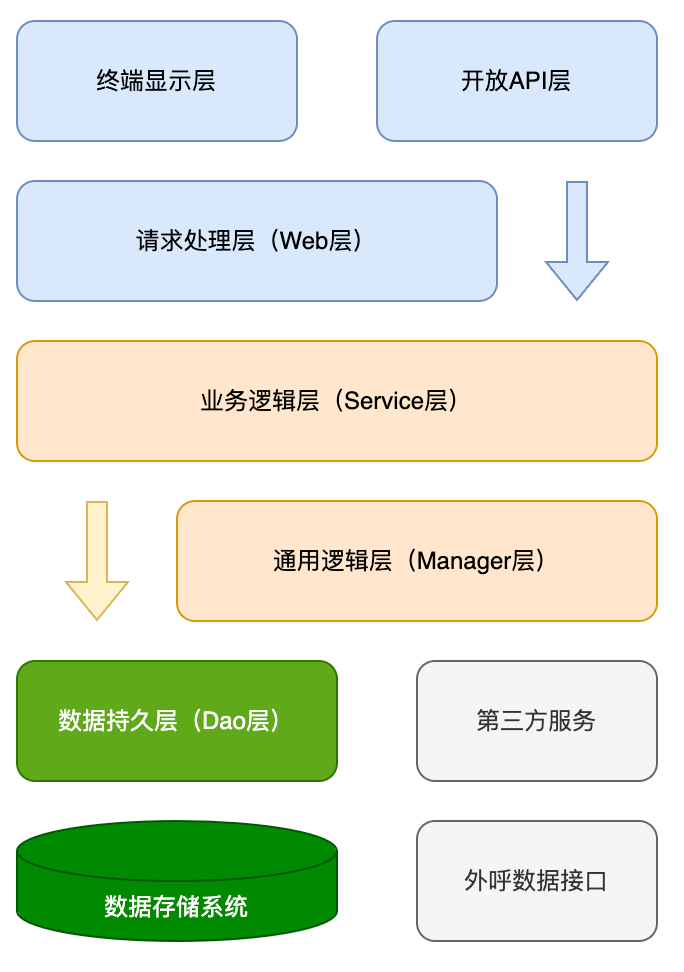 终端显示层
开放API层
请求处理层（Web层）
业务逻辑层（Service层）
通用逻辑层（Manager层）
数据持久层（Dao层）
第三方服务
数据存储系统
外呼数据接口